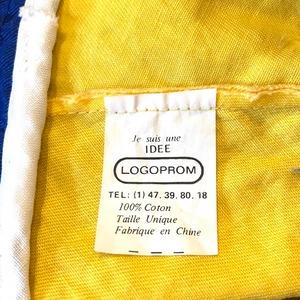 Je suis une
IDEE
LOGOPROM
TEL: (1) 47. 39. 80. 18
100% Coton
Taille Unique
Fabrique en Chine